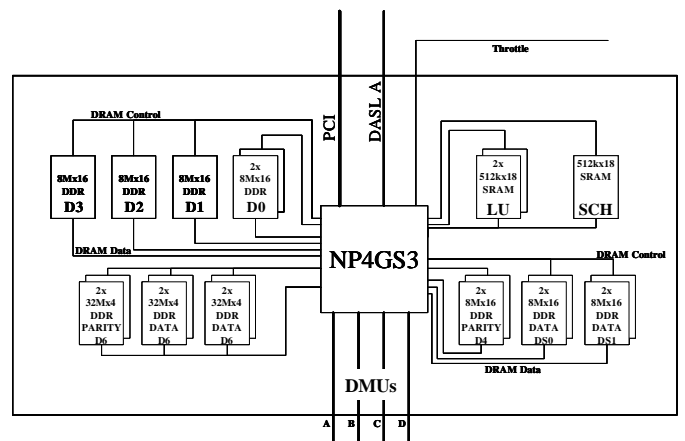 Throttle
PCI
DASL A
DRAM Control
8Mx16
DDR
D3
8Mx16
DDR
D2
8Mx16
DDR
D1
2x
8Mx16
DDR
D0
2x
512kx18
SRAM
LU
512kx18
SRAM
SCH
DRAM Data
NP4GS3
DRAM Control
2x
32Mx4
DDR
PARITY
D6
2x
32Mx4
DDR
DATA
D6
2x
32Mx4
DDR
DATA
D6
2x
8Mx16
DDR
PARITY
D4
2x
8Mx16
DDR
DATA
DS0
2x
8Mx16
DDR
DATA
DS1
DRAM Data
DMUs
A B C D